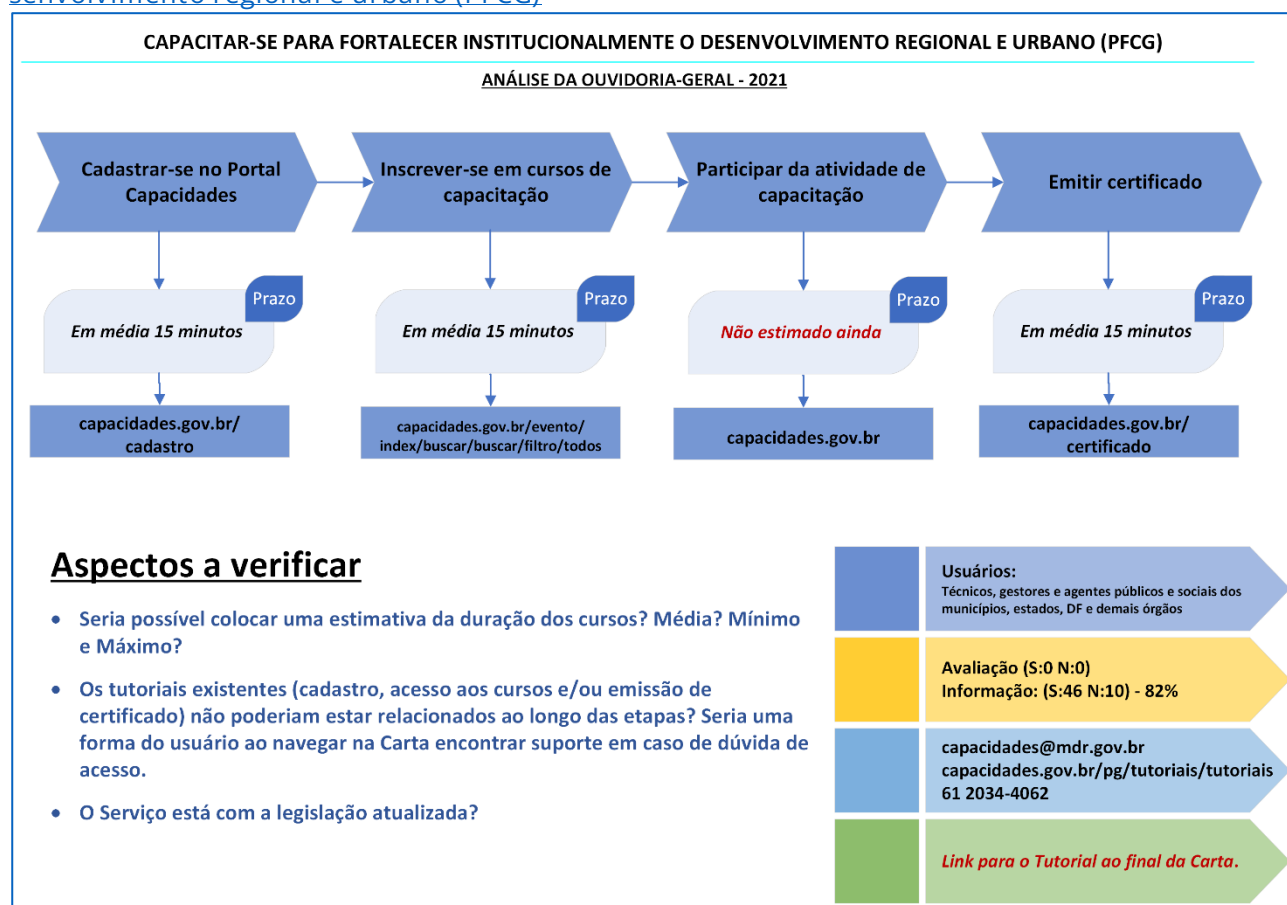 senvolvimento regional e urbano (PFCG)
CAPACITAR-SE PARA FORTALECER INSTITUCIONALMENTE O DESENVOLVIMENTO REGIONAL E URBANO (PFCG)
ANÁLISE DA OUVIDORIA-GERAL - 2021
Cadastrar-se no Portal
Capacidades
Inscrever-se em cursos de
capacitação
Participar da atividade de
capacitação
Emitir certificado
Prazo
Em média 15 minutos
Prazo
Em média 15 minutos
Prazo
Não estimado ainda
Prazo
Em média 15 minutos
capacidades.gov.br/
cadastro
capacidades.gov.br/evento/
index/buscar/buscar/filtro/todos
capacidades.gov.br
capacidades.gov.br/
certificado
Aspectos a verificar
• Seria possível colocar uma estimativa da duração dos cursos? Média? Mínimo
e Máximo?
• Os tutoriais existentes (cadastro, acesso aos cursos e/ou emissão de
certificado) não poderiam estar relacionados ao longo das etapas? Seria uma
forma do usuário ao navegar na Carta encontrar suporte em caso de dúvida de
acesso.
• O Serviço está com a legislação atualizada?
Usuários:
Técnicos, gestores e agentes públicos e sociais dos
municípios, estados, DF e demais órgãos
Avaliação (S:0 N:0)
Informação: (S:46 N:10) - 82%
capacidades@mdr.gov.br
capacidades.gov.br/pg/tutoriais/tutoriais
61 2034-4062
Link para o Tutorial ao final da Carta.